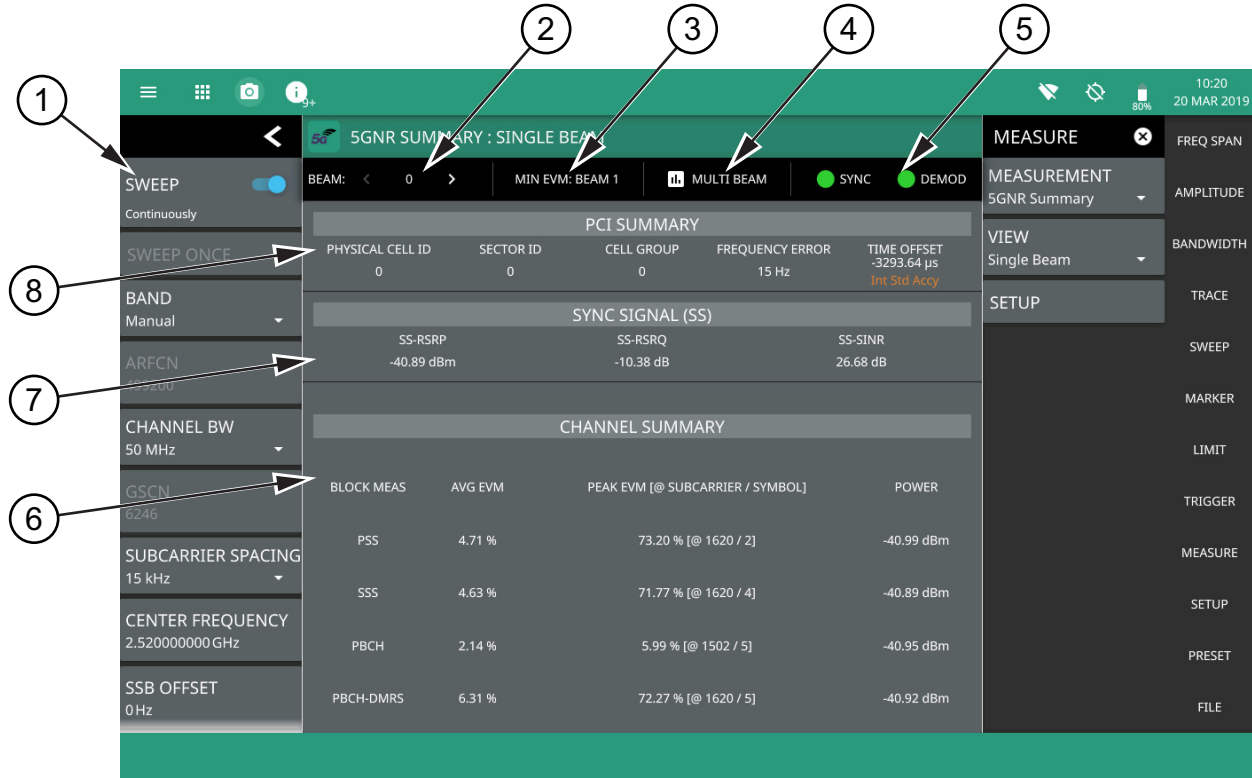 2
3
4
5
1
9+
80%
10:20
20 MAR 2019
5G
5GNR SUMMARY : SINGLE BEAM
MEASURE
FREQ SPAN
SWEEP
Continuously
BEAM: < 0 > MIN EVM: BEAM 1 MULTI BEAM SYNC DEMOD
MEASUREMENT
5GNR Summary
AMPLITUDE
SWEEP ONCE
PCI SUMMARY
PHYSICAL CELL ID SECTOR ID CELL GROUP FREQUENCY ERROR TIME OFFSET
0 0 0 15 Hz -3293.64 µs
Int Std Accy
VIEW
Single Beam
BANDWIDTH
8
BAND
Manual
SYNC SIGNAL (SS)
SETUP
TRACE
SS-RSRP SS-RSRQ SS-SINR
-40.89 dBm -10.38 dB 26.68 dB
SWEEP
ARFCN
499200
7
MARKER
CHANNEL BW
50 MHz
CHANNEL SUMMARY
LIMIT
BLOCK MEAS AVG EVM PEAK EVM [@ SUBCARRIER / SYMBOL] POWER
GSCN
6246
6
TRIGGER
PSS 4.71 % 73.20 % [@ 1620 / 2] -40.99 dBm
SUBCARRIER SPACING
15 kHz
MEASURE
SSS 4.63 % 71.77 % [@ 1620 / 4] -40.89 dBm
SETUP
CENTER FREQUENCY
2.520000000 GHz
PBCH 2.14 % 5.99 % [@ 1502 / 5] -40.95 dBm
PRESET
SSB OFFSET
0 Hz
PBCH-DMRS 6.31 % 72.27 % [@ 1620 / 5] -40.92 dBm
FILE